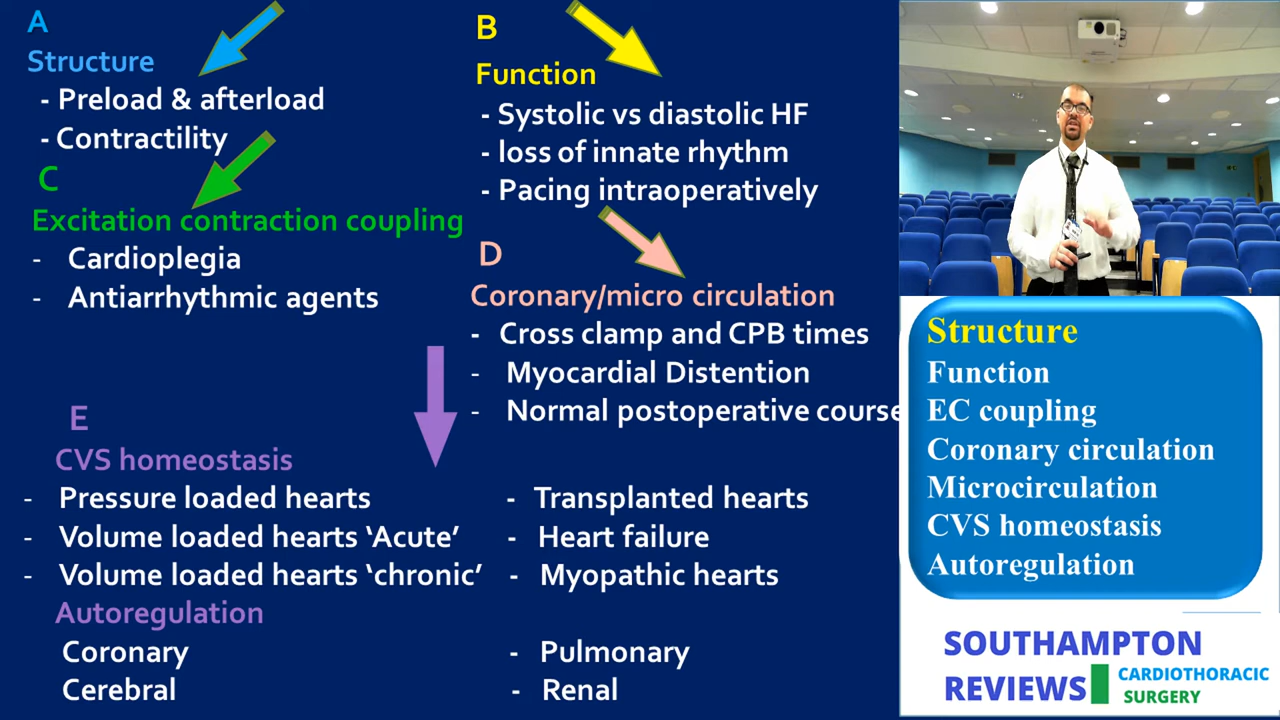 A
Structure
- Preload & afterload
- Contractility
B
Function
- Systolic vs diastolic HF
- loss of innate rhythm
- Pacing intraoperatively
C
Excitation contraction coupling
- Cardioplegia
- Antiarrhythmic agents
D
Coronary/micro circulation
- Cross clamp and CPB times
- Myocardial Distention
- Normal postoperative course
E
CVS homeostasis
- Pressure loaded hearts
- Volume loaded hearts ‘Acute’
- Volume loaded hearts ‘chronic’
- Transplanted hearts
- Heart failure
- Myopathic hearts
Autoregulation
Coronary
Cerebral
- Pulmonary
- Renal
Structure
Function
EC coupling
Coronary circulation
Microcirculation
CVS homeostasis
Autoregulation
SOUTHAMPTON
REVIEWS
CARDIOTHORACIC
SURGERY